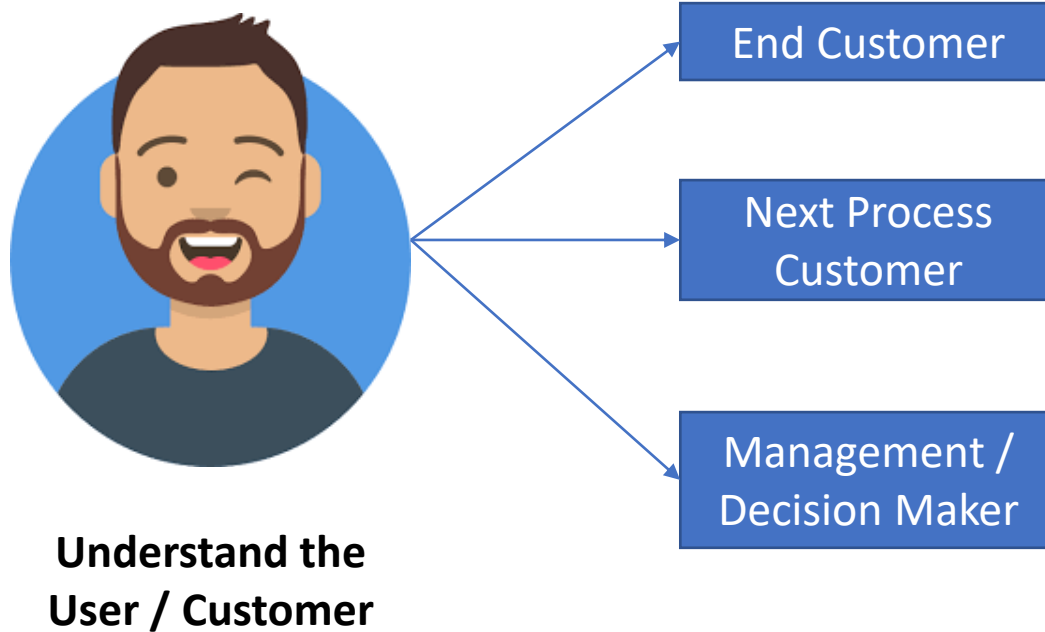 End Customer
Next Process
Customer
Management /
Decision Maker
Understand the
User / Customer